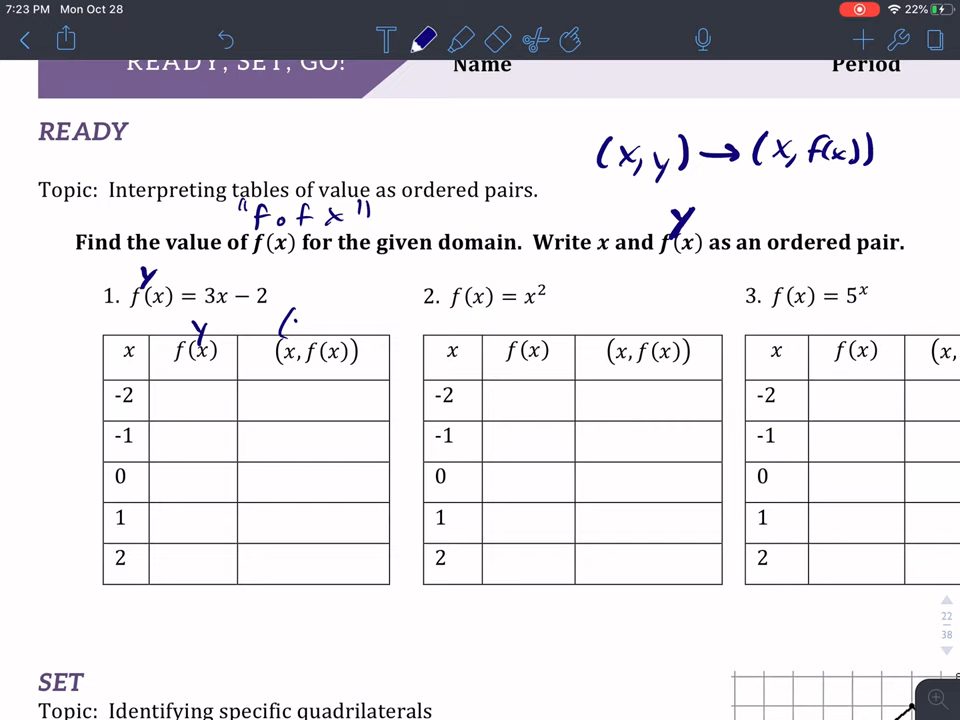 7:23 PM Mon Oct 28 22%
READY, SET, GO! Name Period
READY
(x, y) → (x, f(x))
Topic: Interpreting tables of value as ordered pairs.
"f of x" y
Find the value of f(x) for the given domain. Write x and f(x) as an ordered pair.
y
1. f(x) = 3x − 2 2. f(x) = x² 3. f(x) = 5ˣ
y (
x f(x) (x, f(x)) x f(x) (x, f(x)) x f(x) (x,
-2 -2 -2
-1 -1 -1
0 0 0
1 1 1
2 2 2
22
38
SET
Topic: Identifying specific quadrilaterals